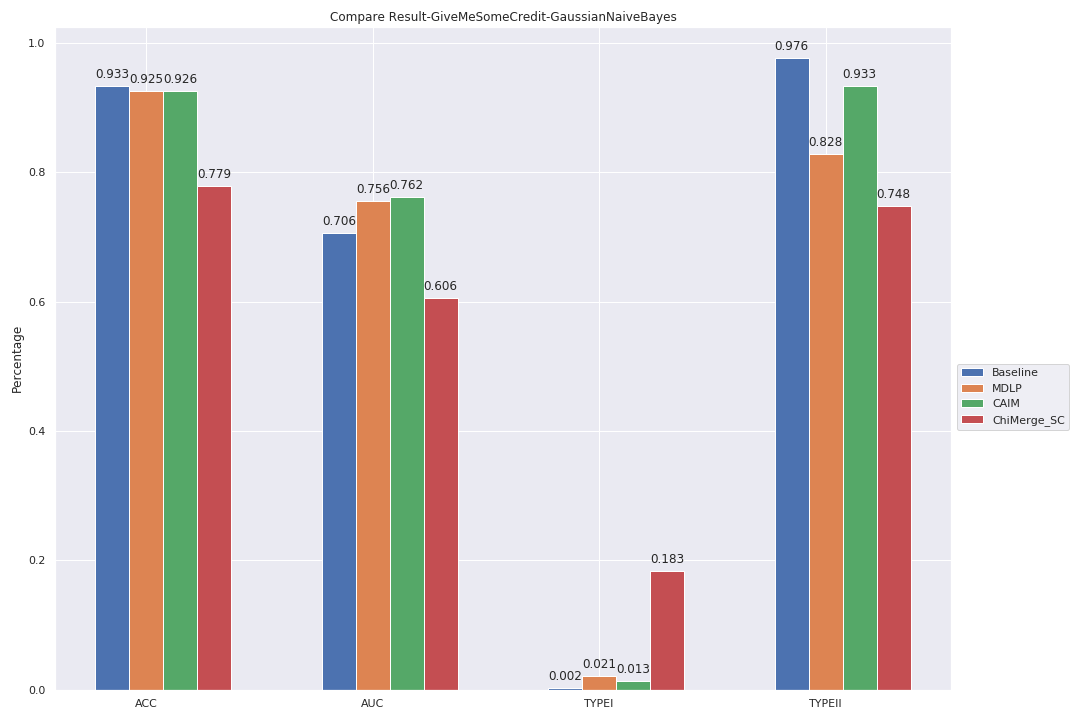 Compare Result-GiveMeSomeCredit-GaussianNaiveBayes
Percentage
1.0
0.8
0.6
0.4
0.2
0.0
0.933
0.925
0.926
0.779
0.706
0.756
0.762
0.606
0.002
0.021
0.013
0.183
0.976
0.828
0.933
0.748
ACC
AUC
TYPEI
TYPEII
Baseline
MDLP
CAIM
ChiMerge_SC